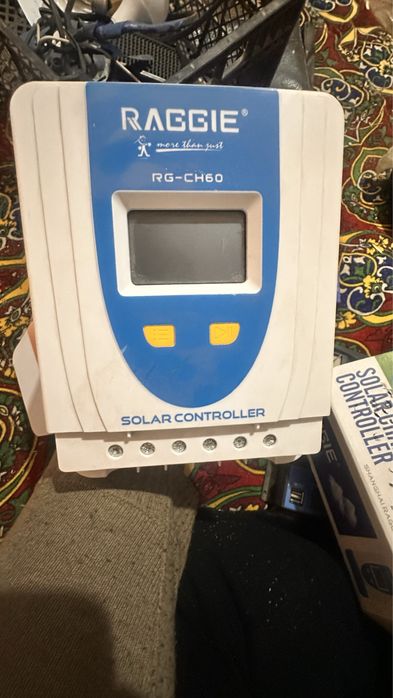 RAGGIE®
more than just
RG-CH60
SOLAR CONTROLLER
SOLAR
CONTROLLER